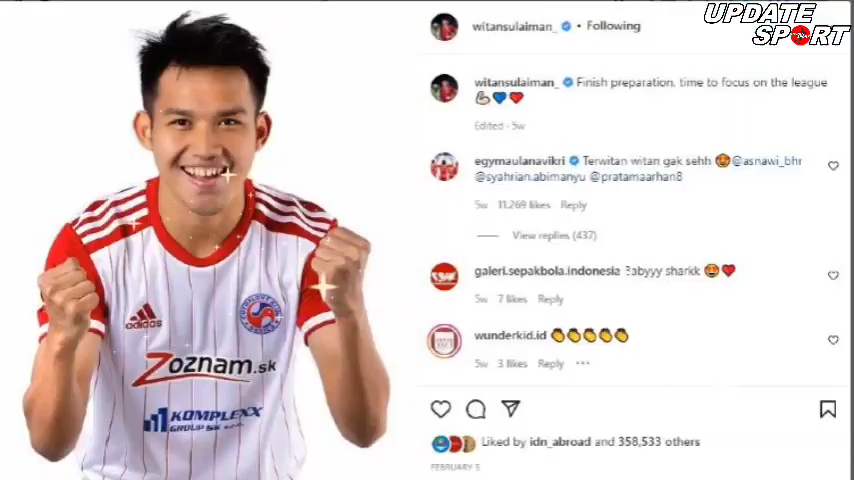 UPDATE
SPORT
witansulaiman_ • Following
witansulaiman_ Finish preparation, time to focus on the league
💪💙❤️
Edited · 5w
egymaulanavikri Terwitan witan gak sehh 🤩@asnawi_bhr
@syahrian.abimanyu @pratamaarhan8
5w 11.269 likes Reply
View replies (437)
galeri.sepakbola.indonesia Babyyy sharkk 🤩❤️
5w 7 likes Reply
wunderkid.id 👏👏👏👏👏
5w 3 likes Reply •••
Liked by idn_abroad and 358,533 others
FEBRUARY 5
adidas
Zoznam.sk
KOMPLEXX
GROUP SK s.r.o.